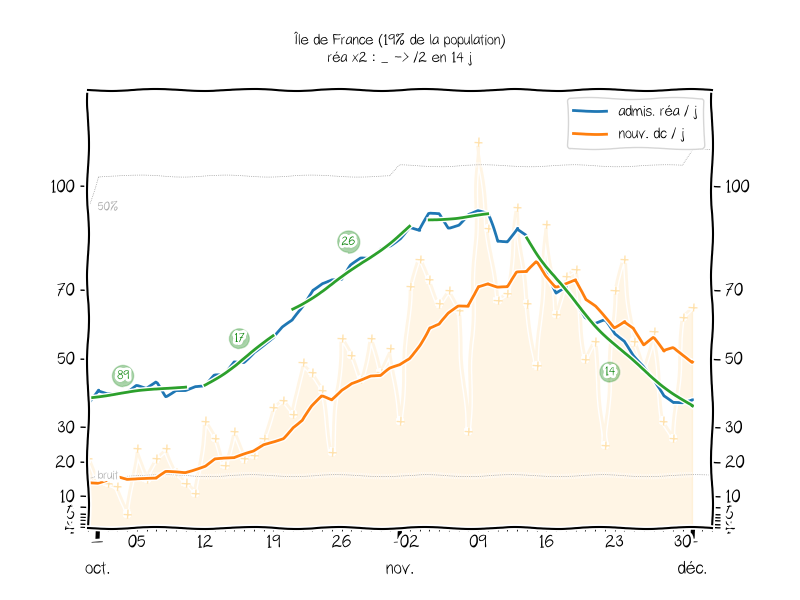 Île de France (19% de la population)
réa x2 : _ -> /2 en 14 j
admis. réa / j
nouv. dc / j
100
100
50%
26
70
70
17
89
50
50
14
30
30
20
20
bruit
10
10
5
5
05 12 19 26 02 09 16 23 30
oct. nov. déc.